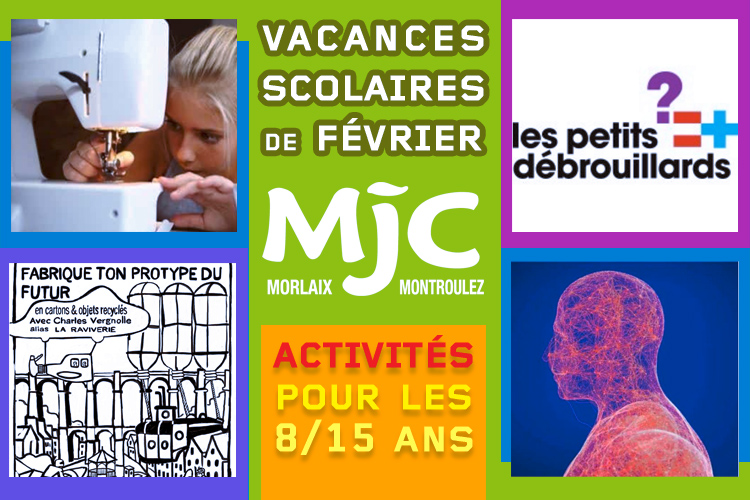 VACANCES
SCOLAIRES
DE FÉVRIER
MJC
MORLAIX MONTROULEZ
ACTIVITÉS
POUR LES
8/15 ANS
?
les petits =+
débrouillards
FABRIQUE TON PROTYPE DU
FUTUR
en cartons & objets recyclés
Avec Charles Vergnolle
alias LA RAVIVERIE